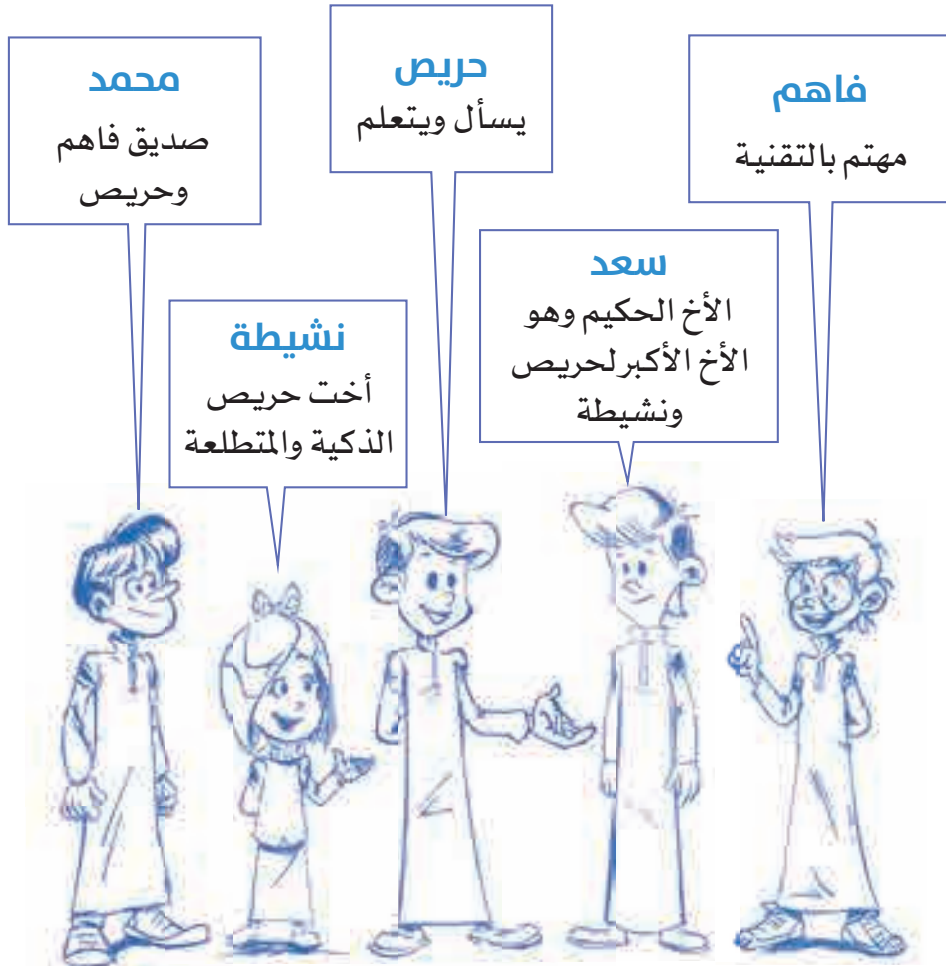 فاهم
مهتم بالتقنية
حريص
يسأل ويتعلم
محمد
صديق فاهم
وحريص
سعد
الأخ الحكيم وهو
الأخ الأكبر لحريص
ونشيطة
نشيطة
أخت حريص
الذكية والمتطلعة